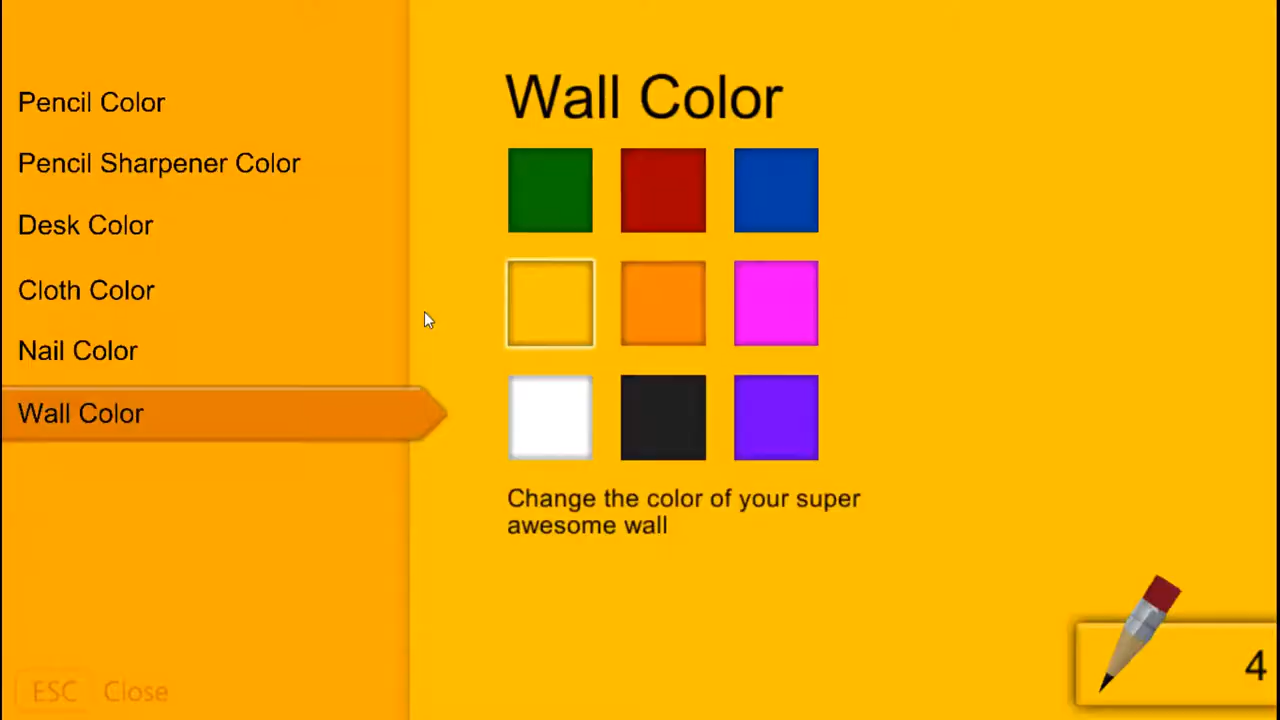 Pencil Color
Pencil Sharpener Color
Desk Color
Cloth Color
Nail Color
Wall Color
ESC Close
Wall Color
Change the color of your super
awesome wall
4